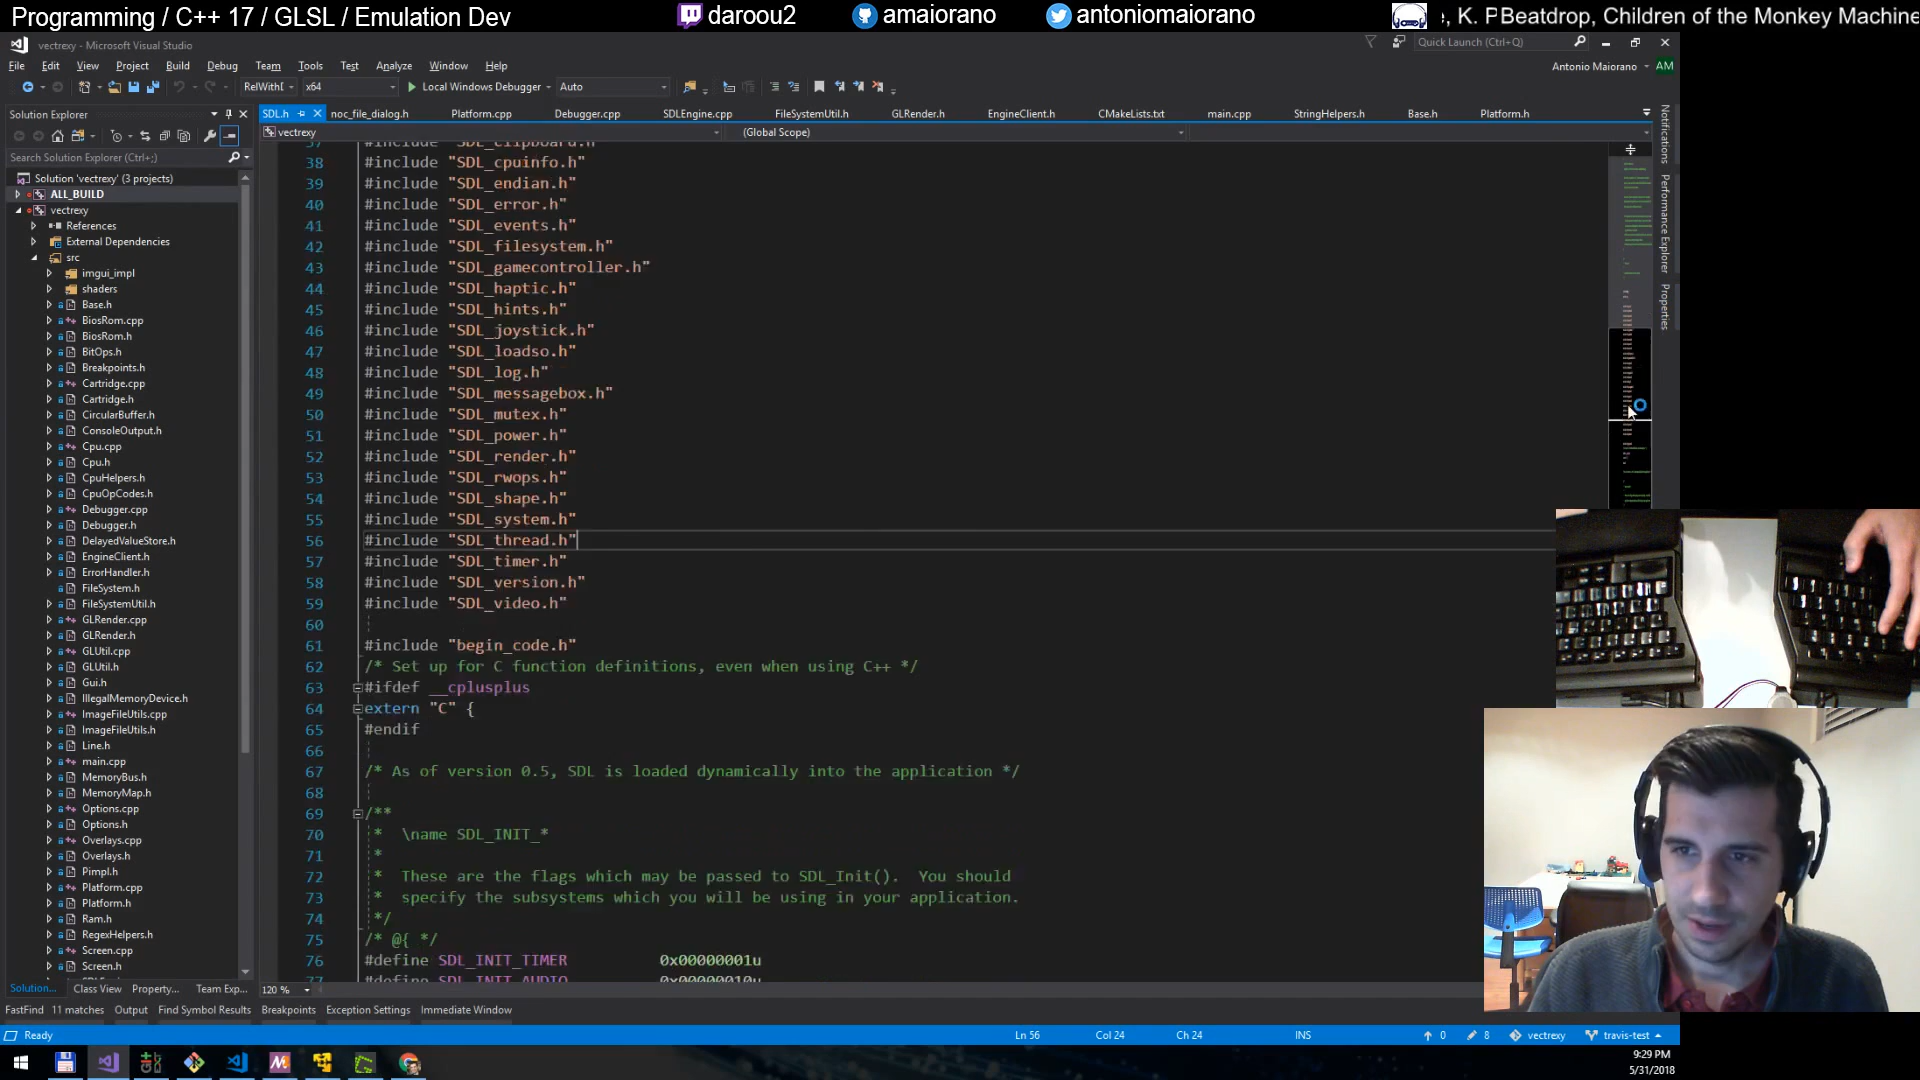 Programming / C++ 17 / GLSL / Emulation Dev
daroou2
amaiorano
antoniomaiorano
, K. PBeatdrop, Children of the Monkey Machine
vectrexy - Microsoft Visual Studio
Quick Launch (Ctrl+Q)
File Edit View Project Build Debug Team Tools Test Analyze Window Help
Antonio Maiorano AM
RelWithI x64 Local Windows Debugger Auto
Solution Explorer
SDL.h noc_file_dialog.h Platform.cpp Debugger.cpp SDLEngine.cpp FileSystemUtil.h GLRender.h EngineClient.h CMakeLists.txt main.cpp StringHelpers.h Base.h Platform.h
vectrexy (Global Scope)
Search Solution Explorer (Ctrl+;)
Solution 'vectrexy' (3 projects)
ALL_BUILD
vectrexy
References
External Dependencies
src
imgui_impl
shaders
Base.h
BiosRom.cpp
BiosRom.h
BitOps.h
Breakpoints.h
Cartridge.cpp
Cartridge.h
CircularBuffer.h
ConsoleOutput.h
Cpu.cpp
Cpu.h
CpuHelpers.h
CpuOpCodes.h
Debugger.cpp
Debugger.h
DelayedValueStore.h
EngineClient.h
ErrorHandler.h
FileSystem.h
FileSystemUtil.h
GLRender.cpp
GLRender.h
GLUtil.cpp
GLUtil.h
Gui.h
IllegalMemoryDevice.h
ImageFileUtils.cpp
ImageFileUtils.h
Line.h
main.cpp
MemoryBus.h
MemoryMap.h
Options.cpp
Options.h
Overlays.cpp
Overlays.h
Pimpl.h
Platform.cpp
Platform.h
Ram.h
RegexHelpers.h
Screen.cpp
Screen.h
37 #include "SDL_clipboard.h"
38 #include "SDL_cpuinfo.h"
39 #include "SDL_endian.h"
40 #include "SDL_error.h"
41 #include "SDL_events.h"
42 #include "SDL_filesystem.h"
43 #include "SDL_gamecontroller.h"
44 #include "SDL_haptic.h"
45 #include "SDL_hints.h"
46 #include "SDL_joystick.h"
47 #include "SDL_loadso.h"
48 #include "SDL_log.h"
49 #include "SDL_messagebox.h"
50 #include "SDL_mutex.h"
51 #include "SDL_power.h"
52 #include "SDL_render.h"
53 #include "SDL_rwops.h"
54 #include "SDL_shape.h"
55 #include "SDL_system.h"
56 #include "SDL_thread.h"
57 #include "SDL_timer.h"
58 #include "SDL_version.h"
59 #include "SDL_video.h"
60
61 #include "begin_code.h"
62 /* Set up for C function definitions, even when using C++ */
63 #ifdef __cplusplus
64 extern "C" {
65 #endif
66
67 /* As of version 0.5, SDL is loaded dynamically into the application */
68
69 /**
70 * \name SDL_INIT_*
71 *
72 * These are the flags which may be passed to SDL_Init(). You should
73 * specify the subsystems which you will be using in your application.
74 */
75 /* @{ */
76 #define SDL_INIT_TIMER 0x00000001u
77 #define SDL_INIT_AUDIO 0x00000010u
Notifications
Performance Explorer
Properties
Solution... Class View Property... Team Exp...
120 %
FastFind 11 matches Output Find Symbol Results Breakpoints Exception Settings Immediate Window
Ready Ln 56 Col 24 Ch 24 INS 0 8 vectrexy travis-test
9:29 PM
5/31/2018